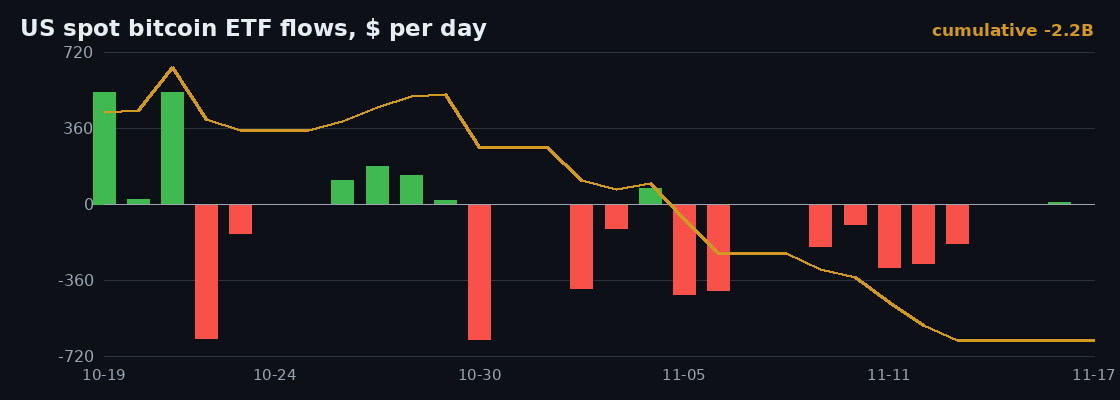 US spot bitcoin ETF flows, $ per day
cumulative -2.2B
720
360
0
-360
-720
10-19 10-24 10-30 11-05 11-11 11-17